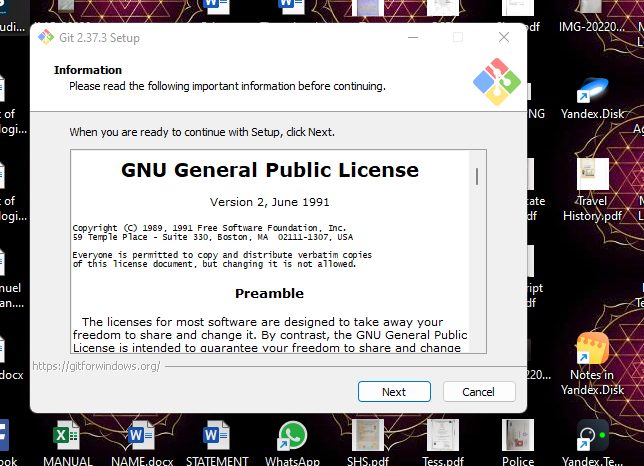 udi...
IMG-20220...
Git 2.37.3 Setup
Information
Please read the following important information before continuing.
When you are ready to continue with Setup, click Next.
GNU General Public License
Version 2, June 1991
Copyright (C) 1989, 1991 Free Software Foundation, Inc.
59 Temple Place - Suite 330, Boston, MA  02111-1307, USA
Everyone is permitted to copy and distribute verbatim copies
of this license document, but changing it is not allowed.
Preamble
The licenses for most software are designed to take away your
freedom to share and change it. By contrast, the GNU General Public
License is intended to guarantee your freedom to share and change
https://gitforwindows.org/
Next
Cancel
t of
logi...
t of
logi...
nuel
an....
.docx
NG
Yandex.Disk
cate
df
Travel
History.pdf
ript
df
20220...
Notes in
Yandex.Disk
ook
MANUAL
NAME.docx
STATEMENT
WhatsApp
SHS.pdf
Tess.pdf
Police
Yandex.Te...